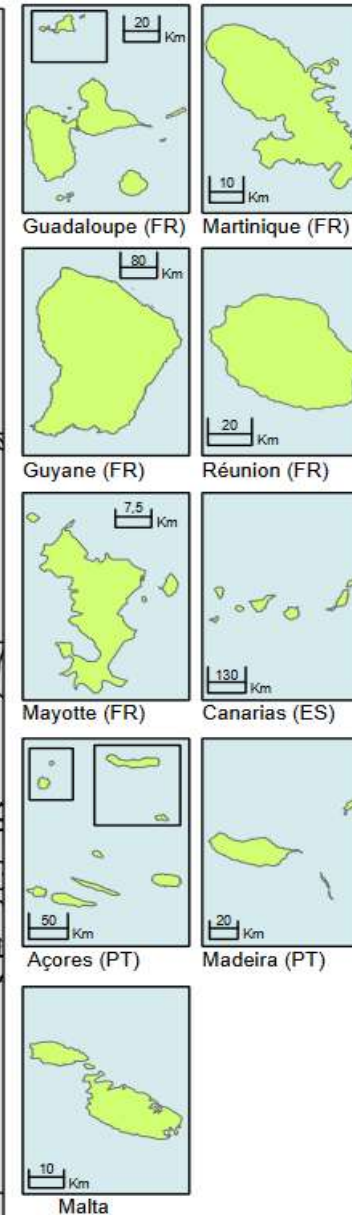 20
Km
Guadaloupe (FR)
10
Km
Martinique (FR)
80
Km
Guyane (FR)
20
Km
Réunion (FR)
7,5
Km
Mayotte (FR)
130
Km
Canarias (ES)
50
Km
Açores (PT)
20
Km
Madeira (PT)
10
Km
Malta